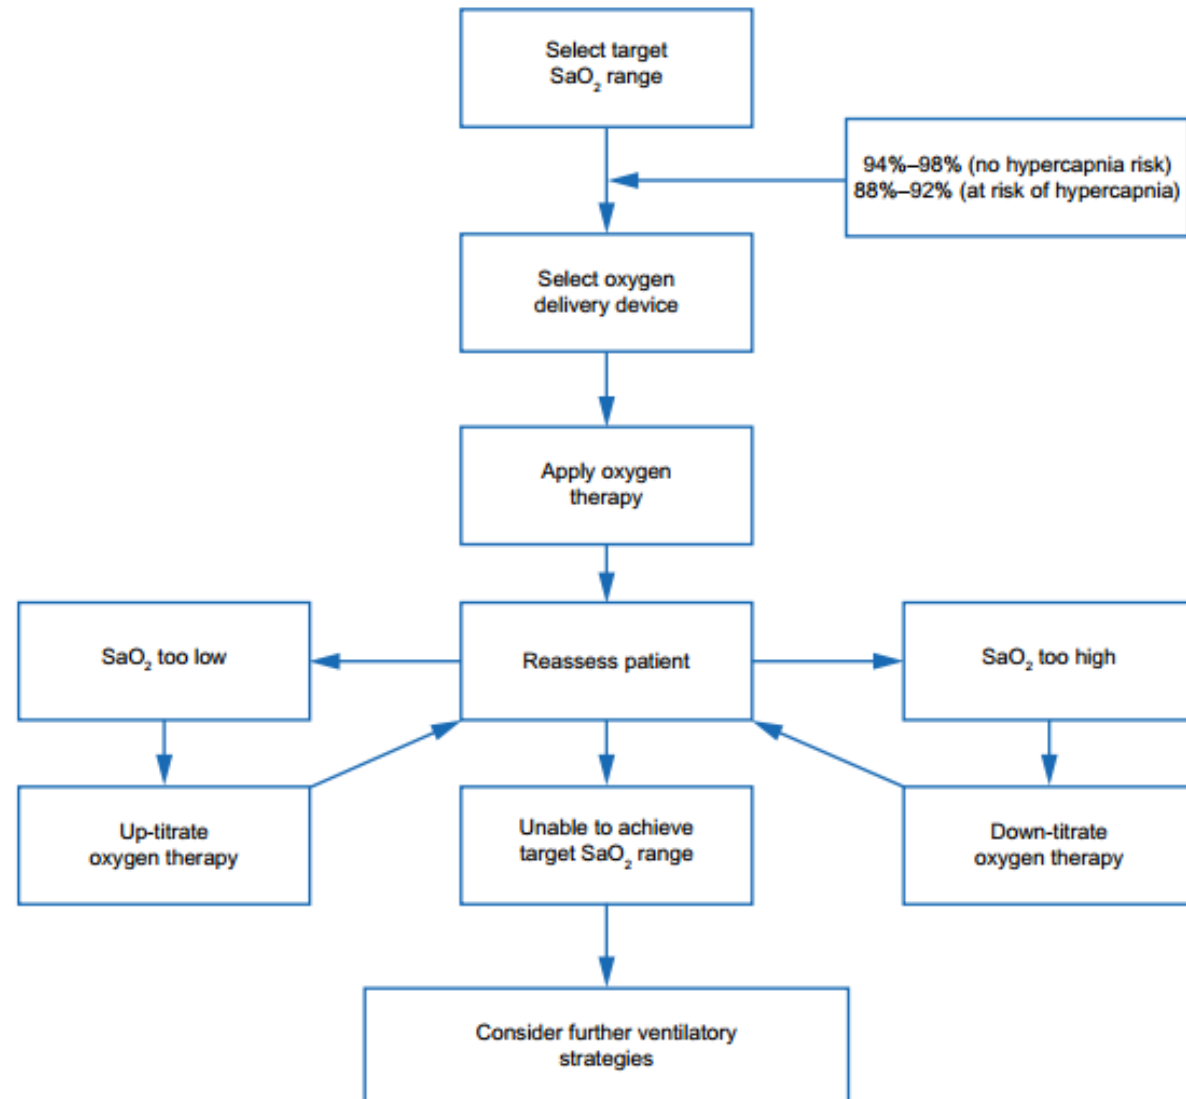 Select target
SaO₂ range
94%–98% (no hypercapnia risk)
88%–92% (at risk of hypercapnia)
Select oxygen
delivery device
Apply oxygen
therapy
SaO₂ too low
Reassess patient
SaO₂ too high
Up-titrate
oxygen therapy
Unable to achieve
target SaO₂ range
Down-titrate
oxygen therapy
Consider further ventilatory
strategies